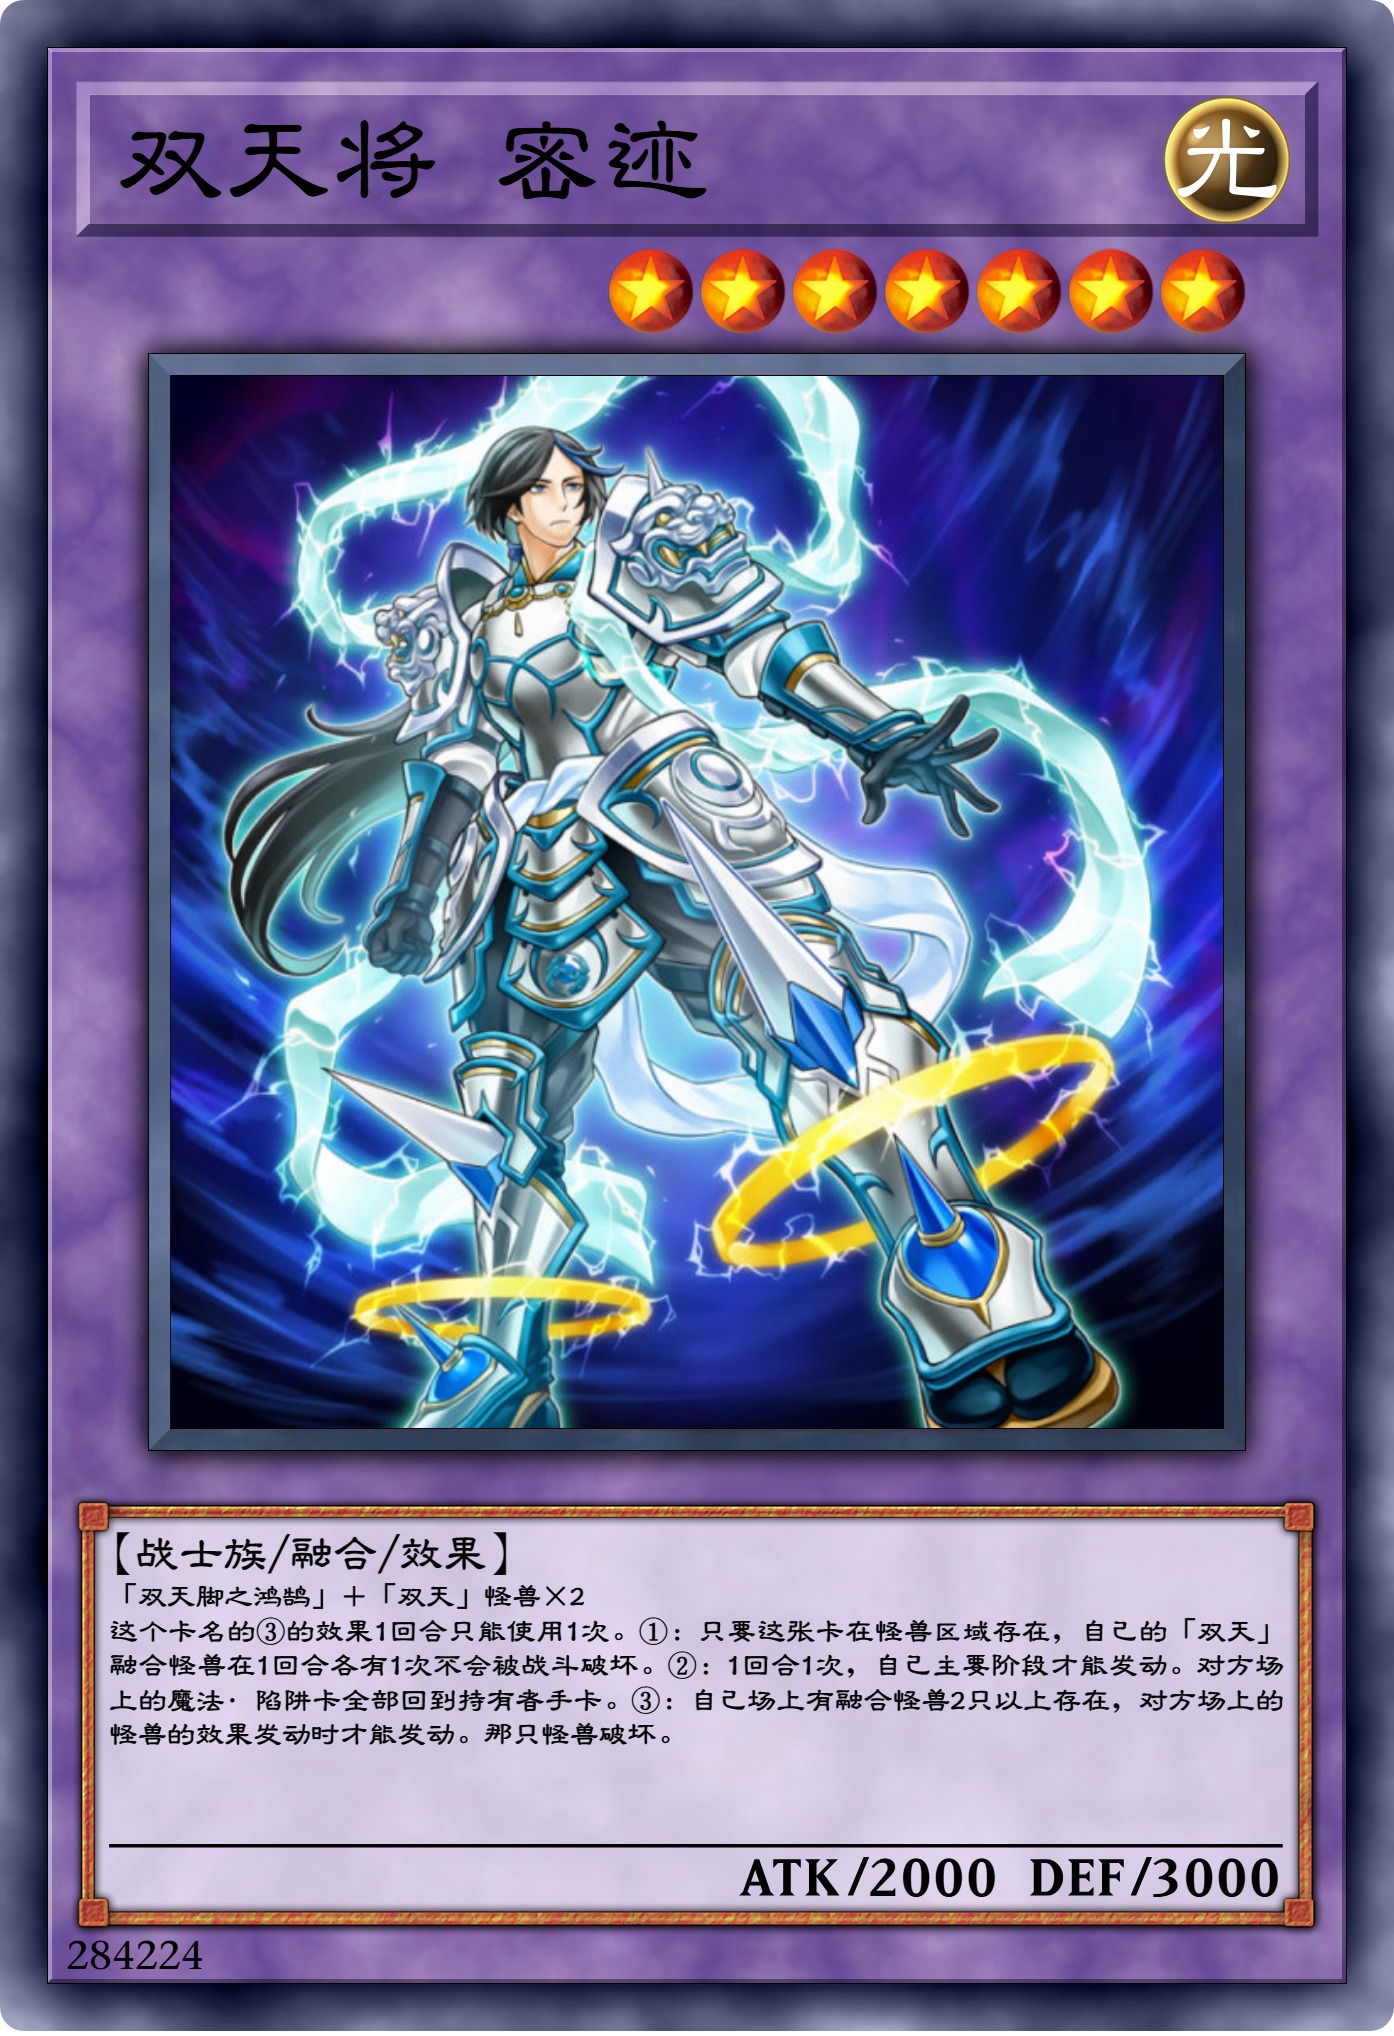 双天将 密迹
光
【战士族/融合/效果】
「双天脚之鸿鹄」＋「双天」怪兽×2
这个卡名的③的效果1回合只能使用1次。①：只要这张卡在怪兽区域存在，自己的「双天」
融合怪兽在1回合各有1次不会被战斗破坏。②：1回合1次，自己主要阶段才能发动。对方场
上的魔法·陷阱卡全部回到持有者手卡。③：自己场上有融合怪兽2只以上存在，对方场上的
怪兽的效果发动时才能发动。那只怪兽破坏。
ATK/2000 DEF/3000
284224